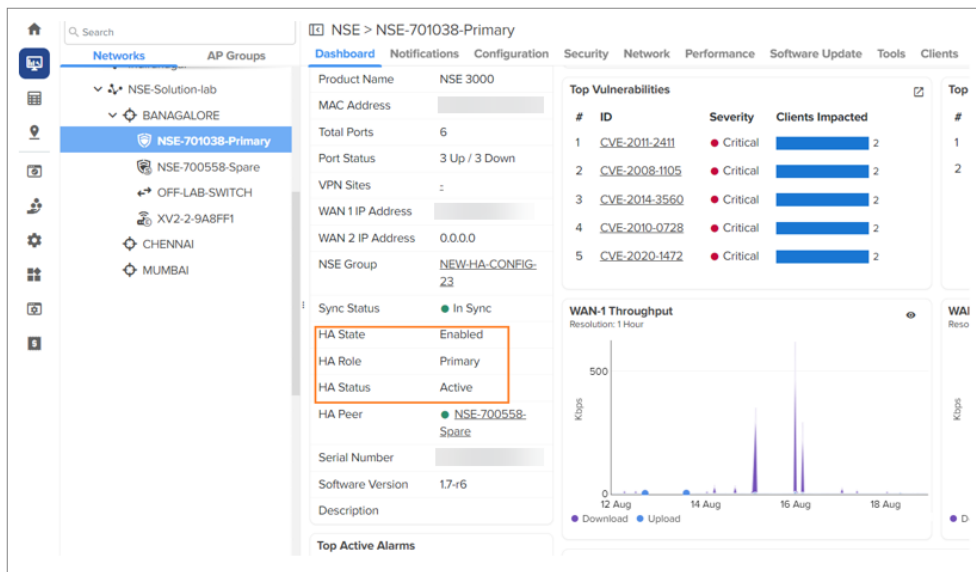 Search
NSE > NSE-701038-Primary
Networks AP Groups
Dashboard Notifications Configuration Security Network Performance Software Update Tools Clients
NSE-Solution-lab
BANAGALORE
NSE-701038-Primary
NSE-700558-Spare
OFF-LAB-SWITCH
XV2-2-9A8FF1
CHENNAI
MUMBAI
Product Name NSE 3000
MAC Address
Total Ports 6
Port Status 3 Up / 3 Down
VPN Sites -
WAN 1 IP Address
WAN 2 IP Address 0.0.0.0
NSE Group NEW-HA-CONFIG-
23
Sync Status In Sync
HA State Enabled
HA Role Primary
HA Status Active
HA Peer NSE-700558-
Spare
Serial Number
Software Version 1.7-r6
Description
Top Active Alarms
Top Vulnerabilities
# ID Severity Clients Impacted
1 CVE-2011-2411 Critical 2
2 CVE-2008-1105 Critical 2
3 CVE-2014-3560 Critical 2
4 CVE-2010-0728 Critical 2
5 CVE-2020-1472 Critical 2
WAN-1 Throughput
Resolution: 1 Hour
500
Kbps
0
12 Aug 14 Aug 16 Aug 18 Aug
Download Upload
Top
#
1
2
WAI
Reso
Kbps
D